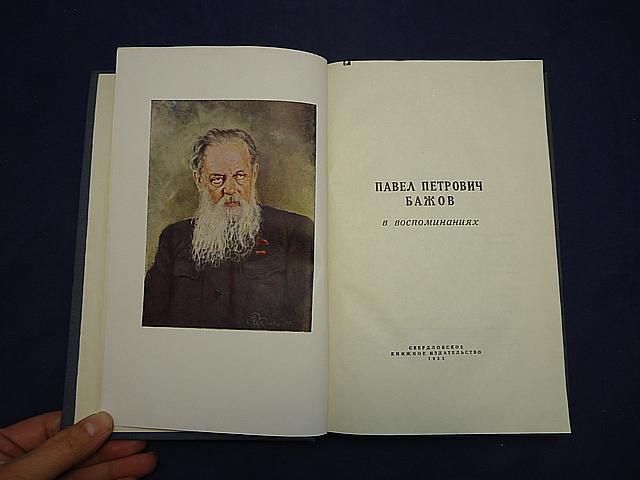 ПАВЕЛ ПЕТРОВИЧ
БАЖОВ
в воспоминаниях
СВЕРДЛОВСКОЕ
КНИЖНОЕ ИЗДАТЕЛЬСТВО